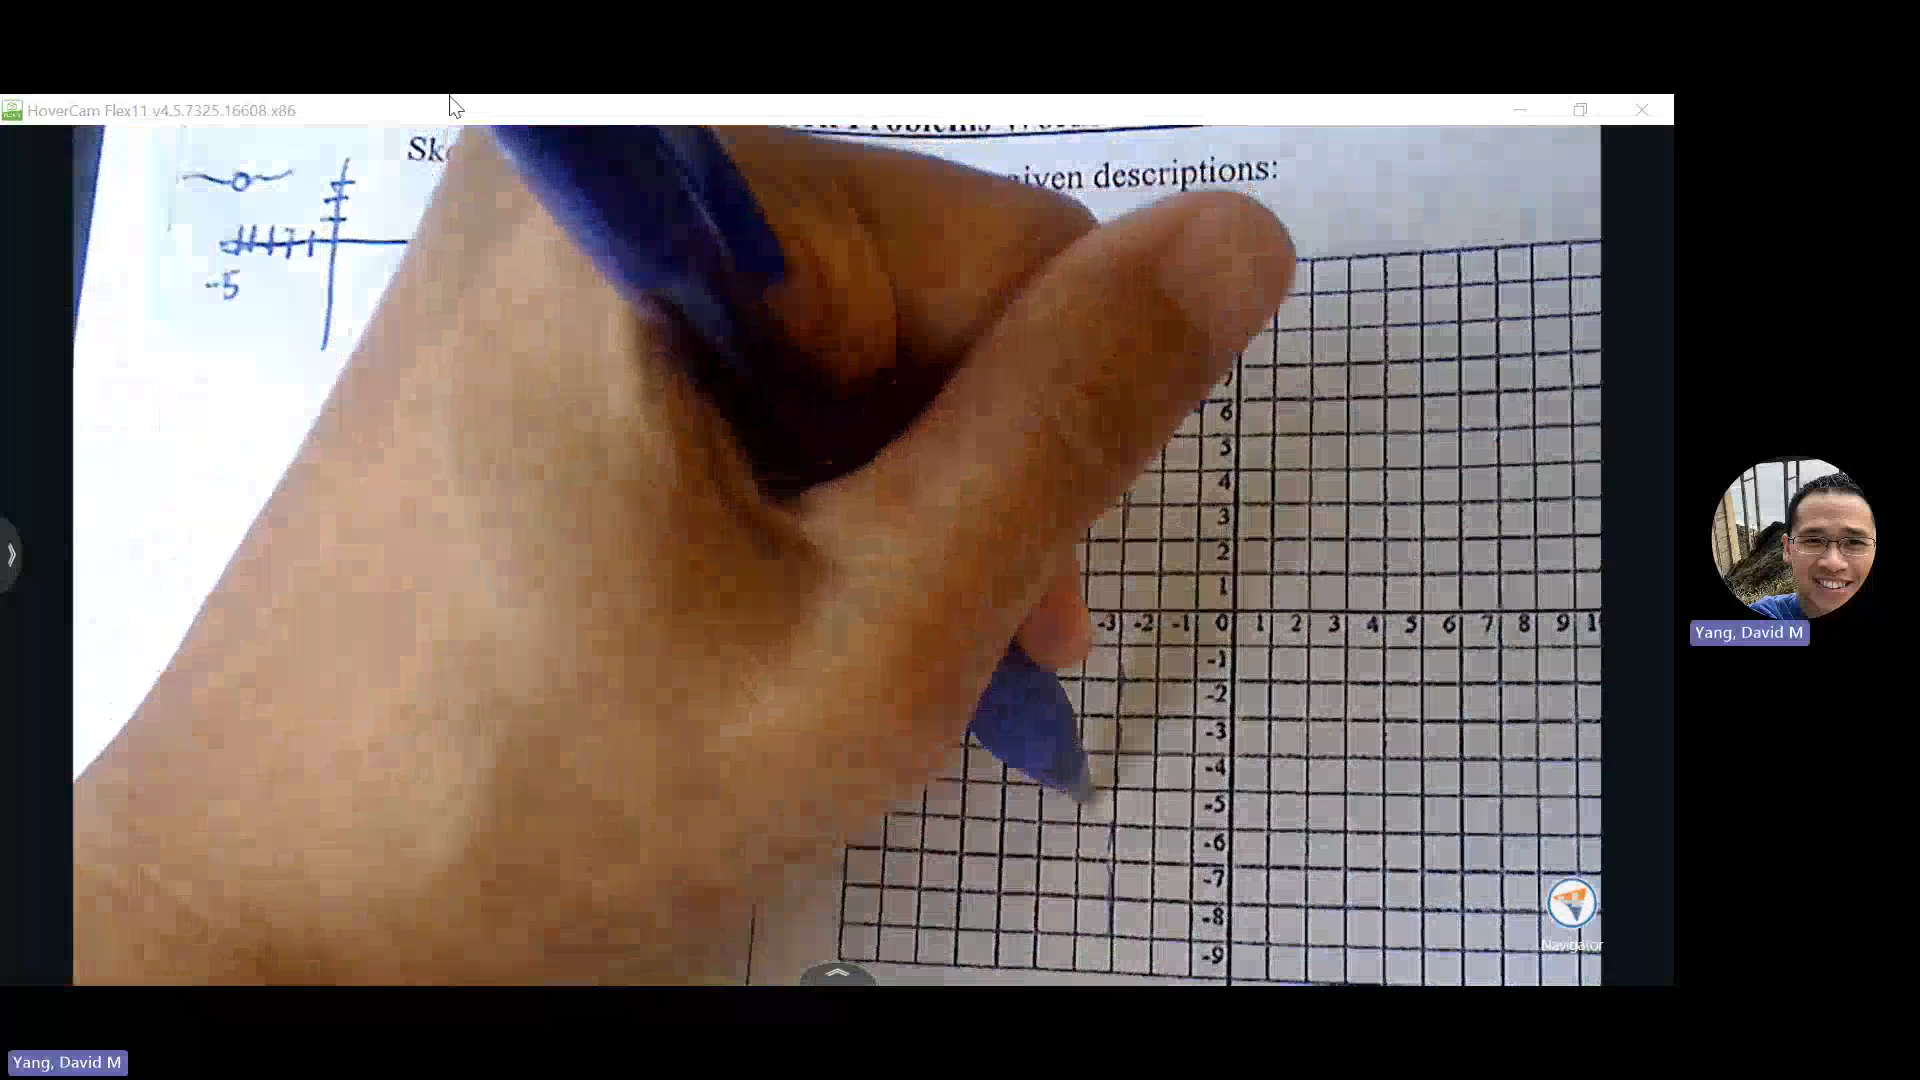 HoverCam Flex11 v4.5.7325.16608.x86
given descriptions:
-5
6
5
4
3
2
1
-3 -2 -1 0 1 2 3 4 5 6 7 8 9
-1
-2
-3
-4
-5
-6
-7
-8
-9
Navigator
Yang, David M
Yang, David M